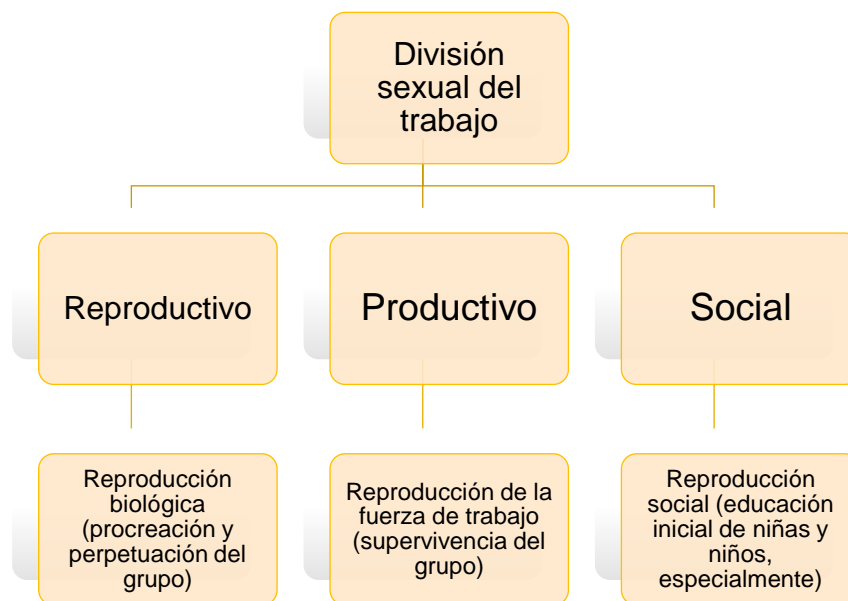 División
sexual del
trabajo
Reproductivo
Productivo
Social
Reproducción
biológica
(procreación y
perpetuación del
grupo)
Reproducción de la
fuerza de trabajo
(supervivencia del
grupo)
Reproducción
social (educación
inicial de niñas y
niños,
especialmente)